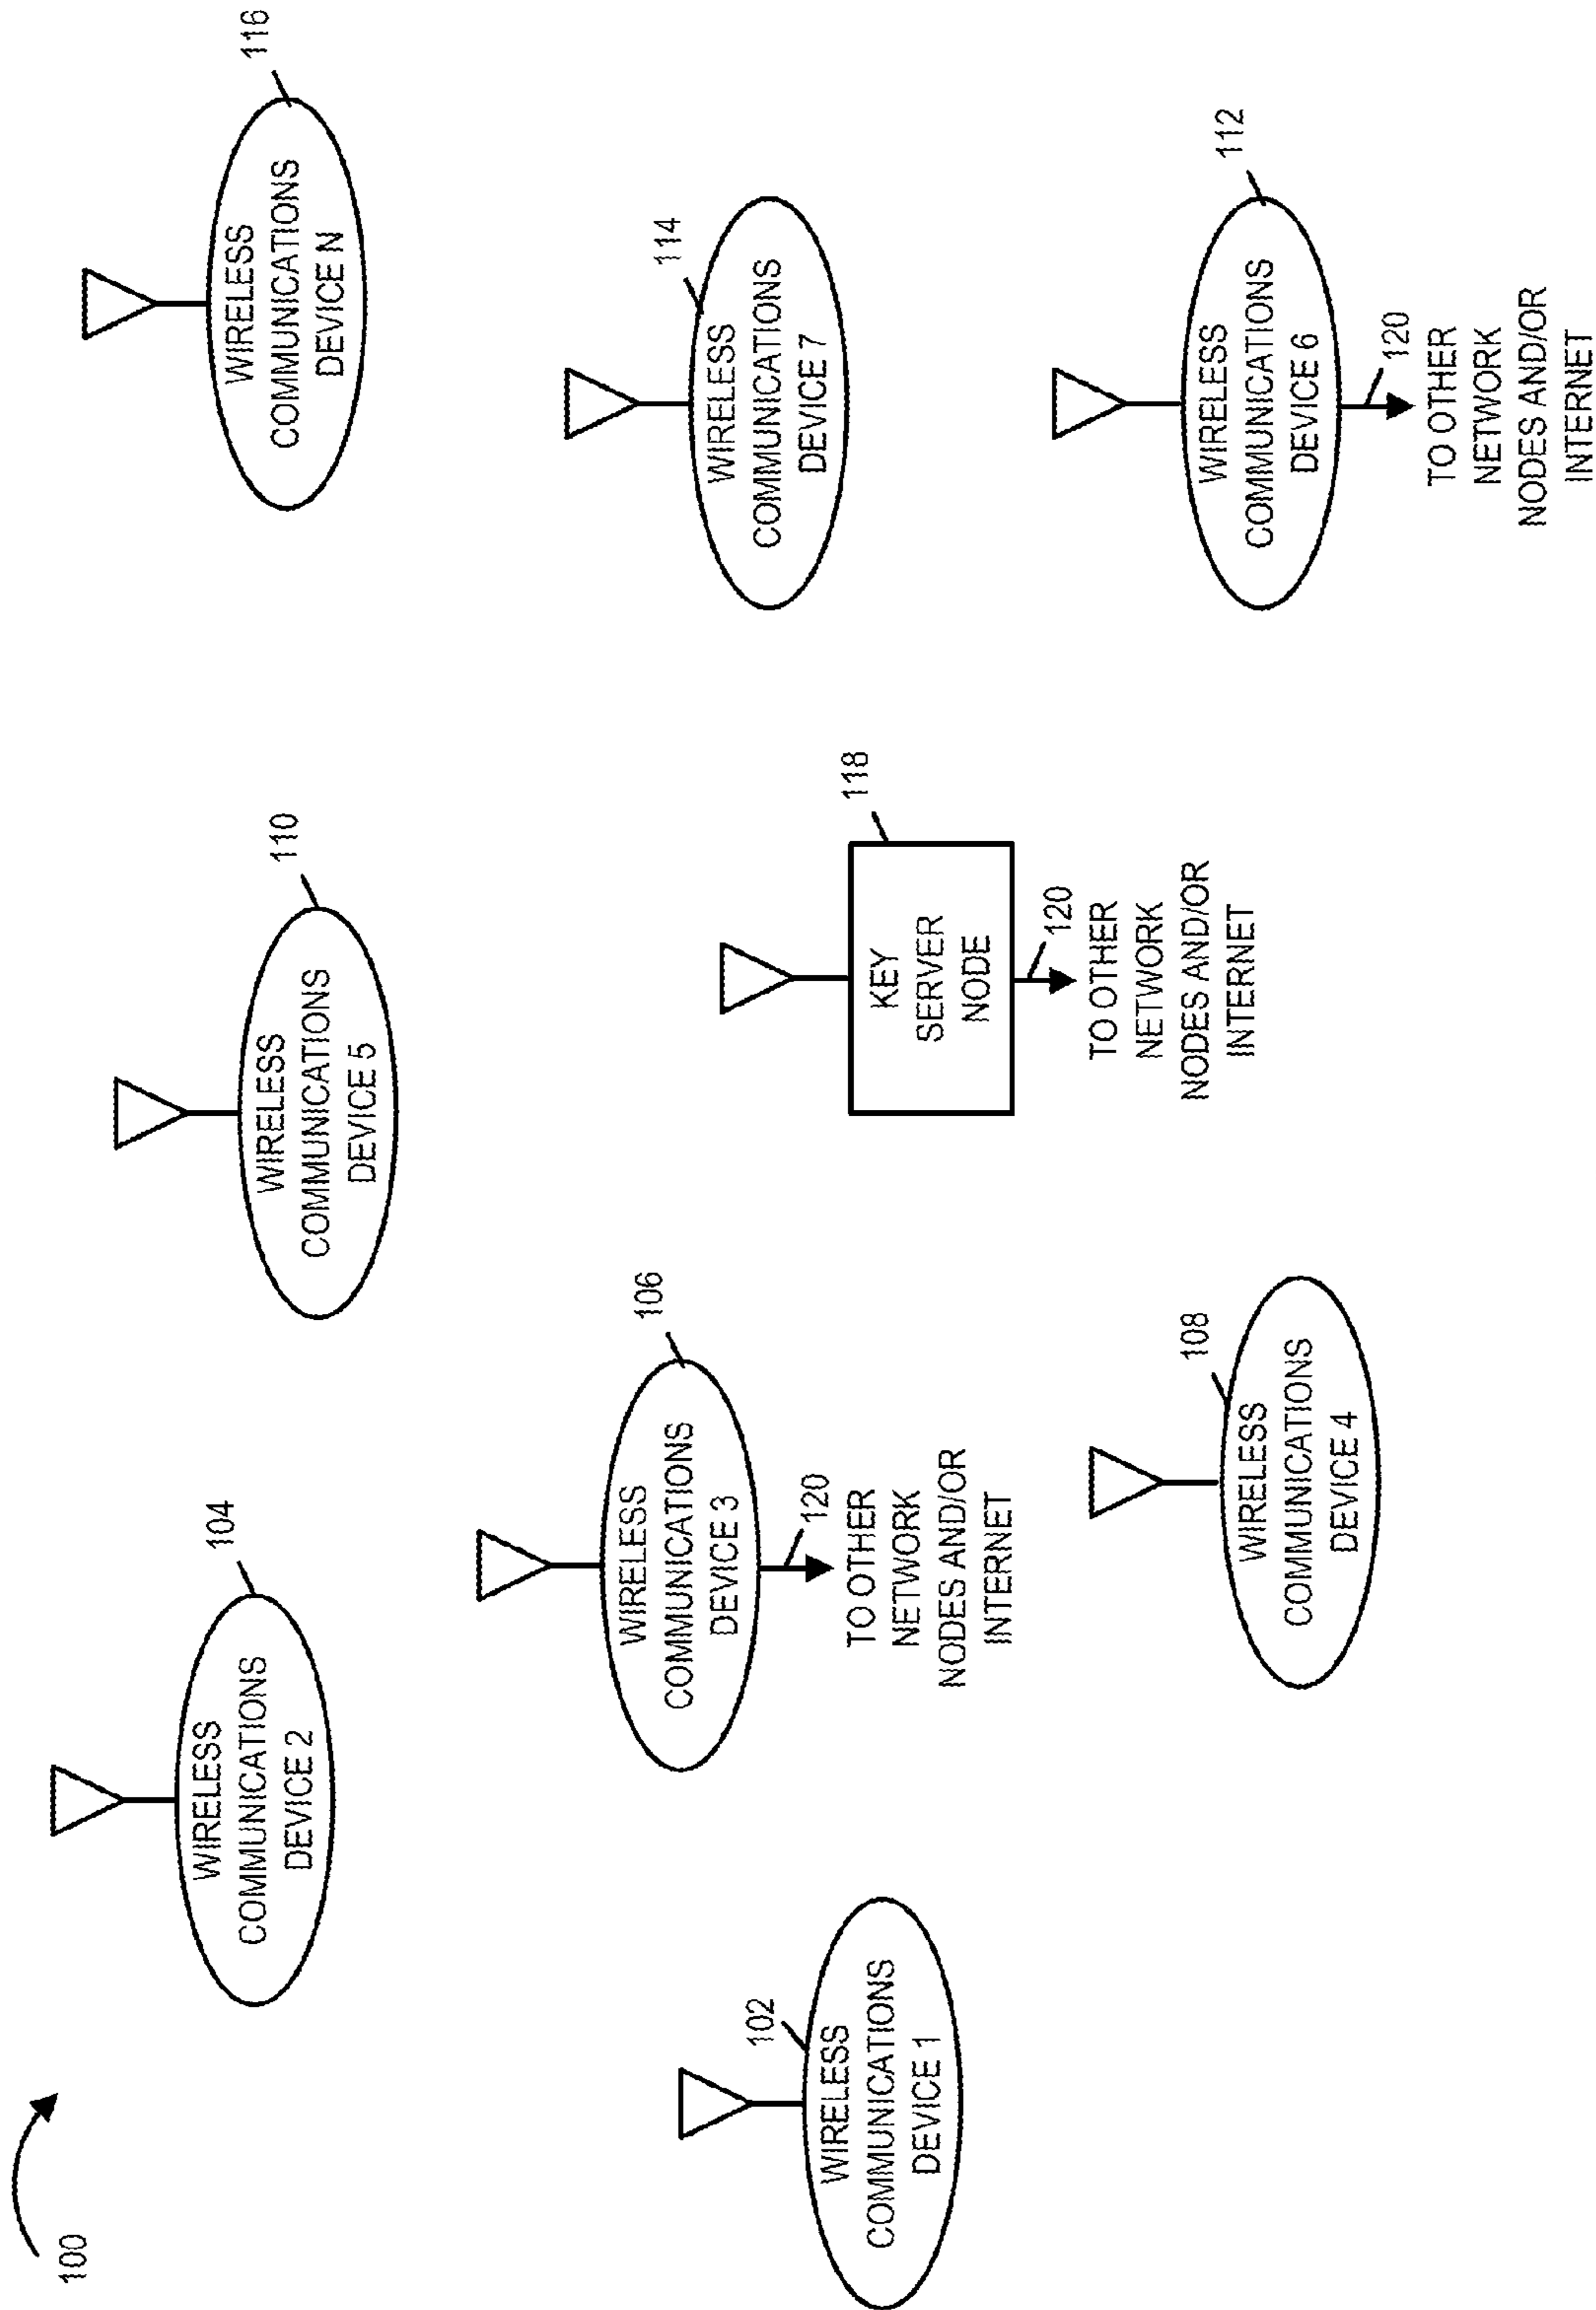 100
104
WIRELESS
COMMUNICATIONS
DEVICE 2
110
WIRELESS
COMMUNICATIONS
DEVICE 5
116
WIRELESS
COMMUNICATIONS
DEVICE N
106
WIRELESS
COMMUNICATIONS
DEVICE 3
120
TO OTHER
NETWORK
NODES AND/OR
INTERNET
114
WIRELESS
COMMUNICATIONS
DEVICE 7
102
WIRELESS
COMMUNICATIONS
DEVICE 1
118
KEY
SERVER
NODE
120
TO OTHER
NETWORK
NODES AND/OR
INTERNET
108
WIRELESS
COMMUNICATIONS
DEVICE 4
112
WIRELESS
COMMUNICATIONS
DEVICE 6
120
TO OTHER
NETWORK
NODES AND/OR
INTERNET